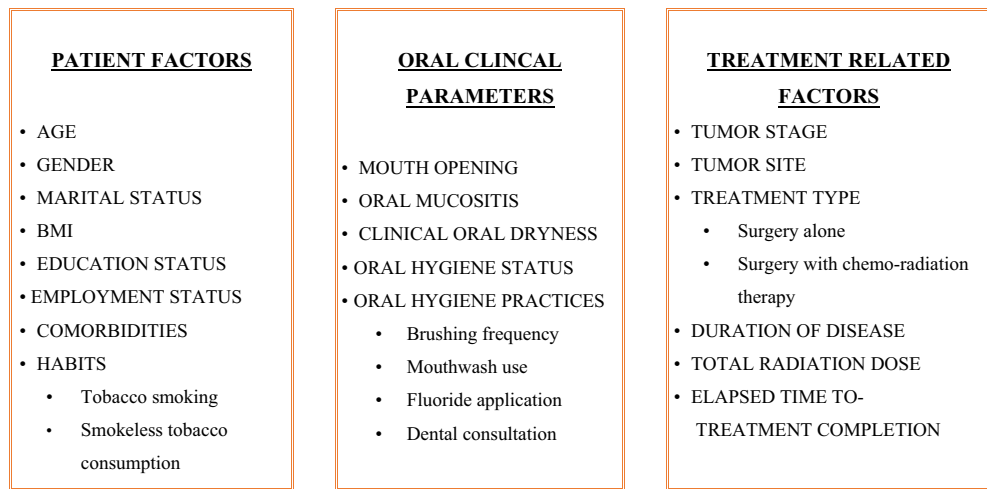 PATIENT FACTORS
• AGE
• GENDER
• MARITAL STATUS
• BMI
• EDUCATION STATUS
• EMPLOYMENT STATUS
• COMORBIDITIES
• HABITS
• Tobacco smoking
• Smokeless tobacco
consumption
ORAL CLINCAL
PARAMETERS
• MOUTH OPENING
• ORAL MUCOSITIS
• CLINICAL ORAL DRYNESS
• ORAL HYGIENE STATUS
• ORAL HYGIENE PRACTICES
• Brushing frequency
• Mouthwash use
• Fluoride application
• Dental consultation
TREATMENT RELATED
FACTORS
• TUMOR STAGE
• TUMOR SITE
• TREATMENT TYPE
• Surgery alone
• Surgery with chemo-radiation
therapy
• DURATION OF DISEASE
• TOTAL RADIATION DOSE
• ELAPSED TIME TO-
TREATMENT COMPLETION